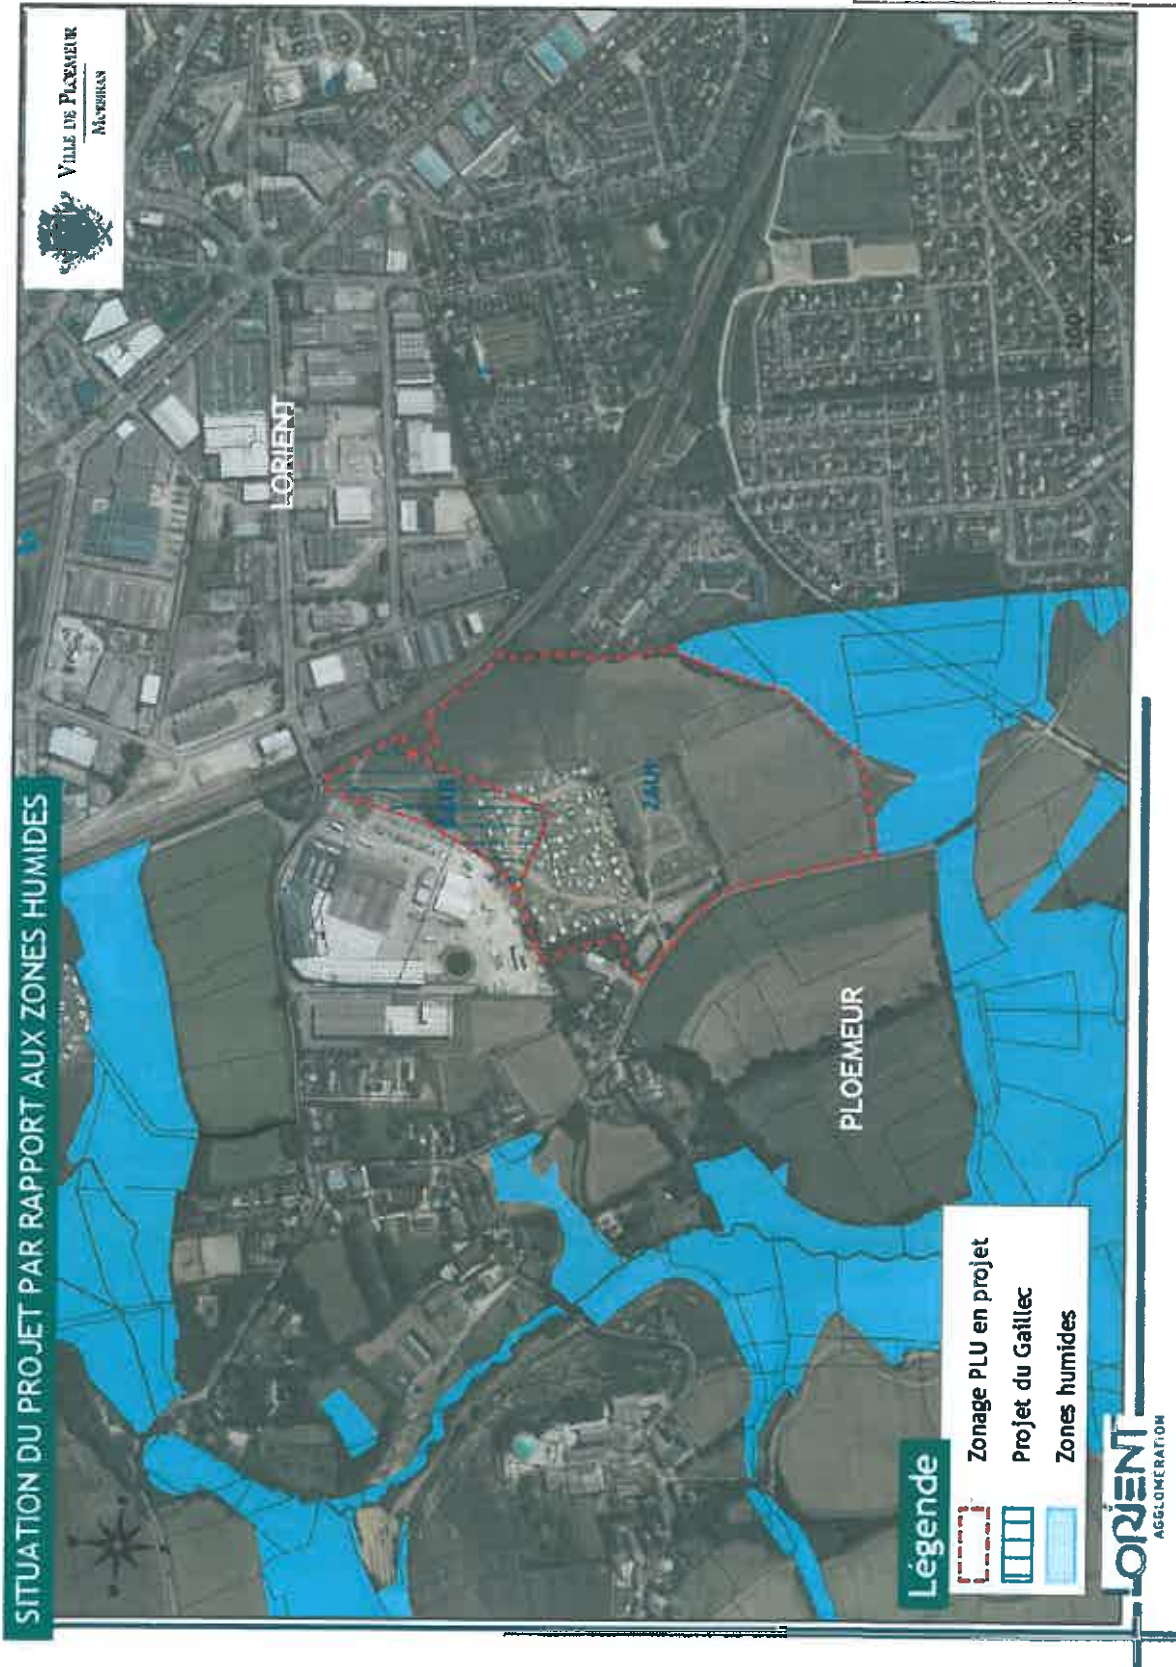 SITUATION DU PROJET PAR RAPPORT AUX ZONES HUMIDES
VILLE DE PLOEMEUR
MORBIHAN
LORIENT
PLOEMEUR
Légende
Zonage PLU en projet
Projet du Gaillec
Zones humides
LORIENT
AGGLOMERATION